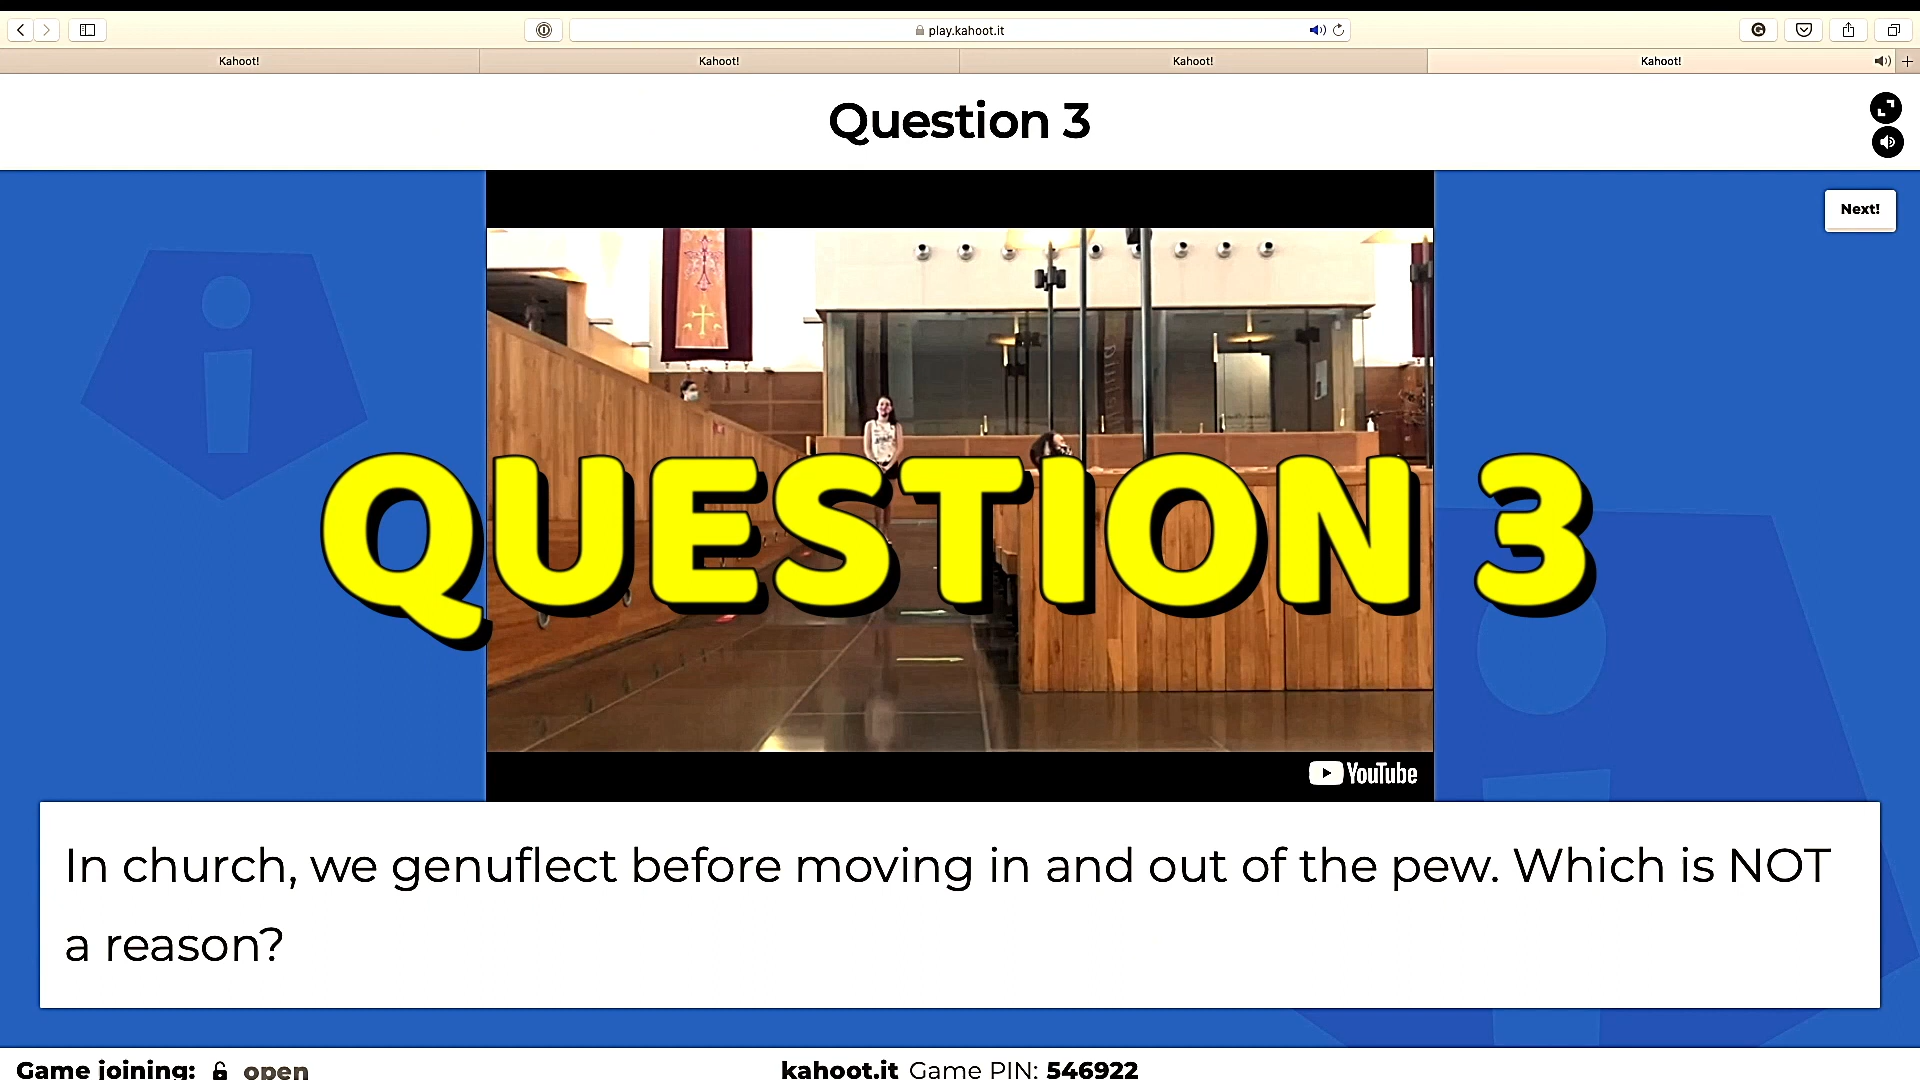 play.kahoot.it
Kahoot!
Kahoot!
Kahoot!
Kahoot!
Question 3
Next!
QUESTION 3
YouTube
In church, we genuflect before moving in and out of the pew. Which is NOT
a reason?
Game joining: open
kahoot.it Game PIN: 546922